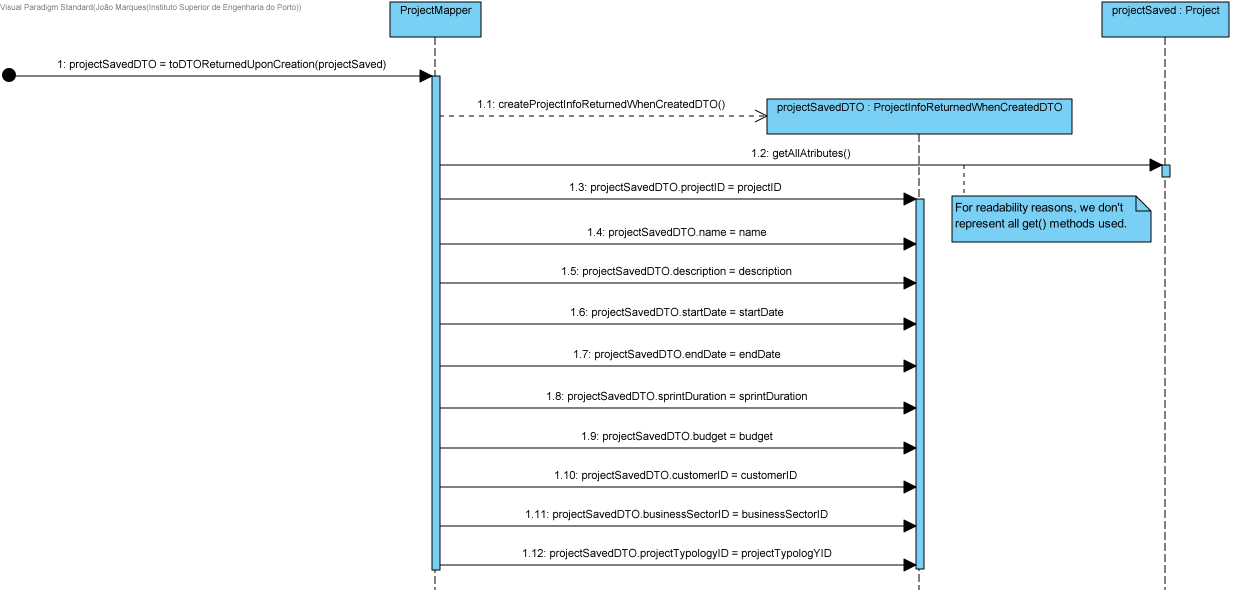 Visual Paradigm Standard(João Marques(Instituto Superior de Engenharia do Porto))
ProjectMapper
projectSaved : Project
1: projectSavedDTO = toDTOReturnedUponCreation(projectSaved)
1.1: createProjectInfoReturnedWhenCreatedDTO()
projectSavedDTO : ProjectInfoReturnedWhenCreatedDTO
1.2: getAllAtributes()
1.3: projectSavedDTO.projectID = projectID
For readability reasons, we don't
represent all get() methods used.
1.4: projectSavedDTO.name = name
1.5: projectSavedDTO.description = description
1.6: projectSavedDTO.startDate = startDate
1.7: projectSavedDTO.endDate = endDate
1.8: projectSavedDTO.sprintDuration = sprintDuration
1.9: projectSavedDTO.budget = budget
1.10: projectSavedDTO.customerID = customerID
1.11: projectSavedDTO.businessSectorID = businessSectorID
1.12: projectSavedDTO.projectTypologyID = projectTypologYID